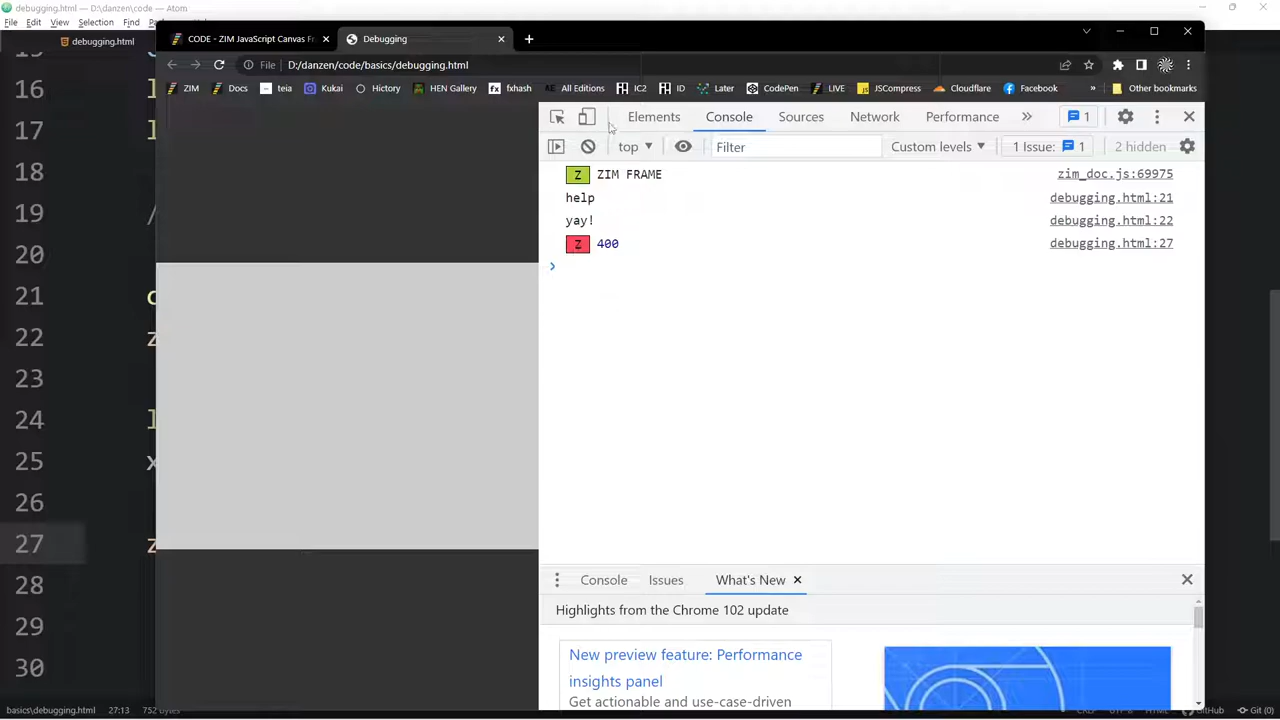 debugging.html — D:\danzen — Atom
File Edit View Selection Find
debugging.html
CODE - ZIM JavaScript Canvas Fr
Debugging
File D:/danzen/code/basics/debugging.html
ZIM Docs teia Kukai Hictory HEN Gallery fxhash All Editions IC2 ID Later CodePen LIVE JSCompress Cloudflare Facebook » Other bookmarks
Elements Console Sources Network Performance » 1
top Filter Custom levels 1 Issue: 1 2 hidden
Z ZIM FRAME zim_doc.js:69975
help debugging.html:21
yay! debugging.html:22
Z 400 debugging.html:27
16 l
17 l
18
19 /
20
21 c
22 z
23
24 l
25 x
26
27 z
28
29
30
Console Issues What's New
Highlights from the Chrome 102 update
New preview feature: Performance
insights panel
Get actionable and use-case-driven
basics\debugging.html 27:13 752 bytes GitHub Git (0)